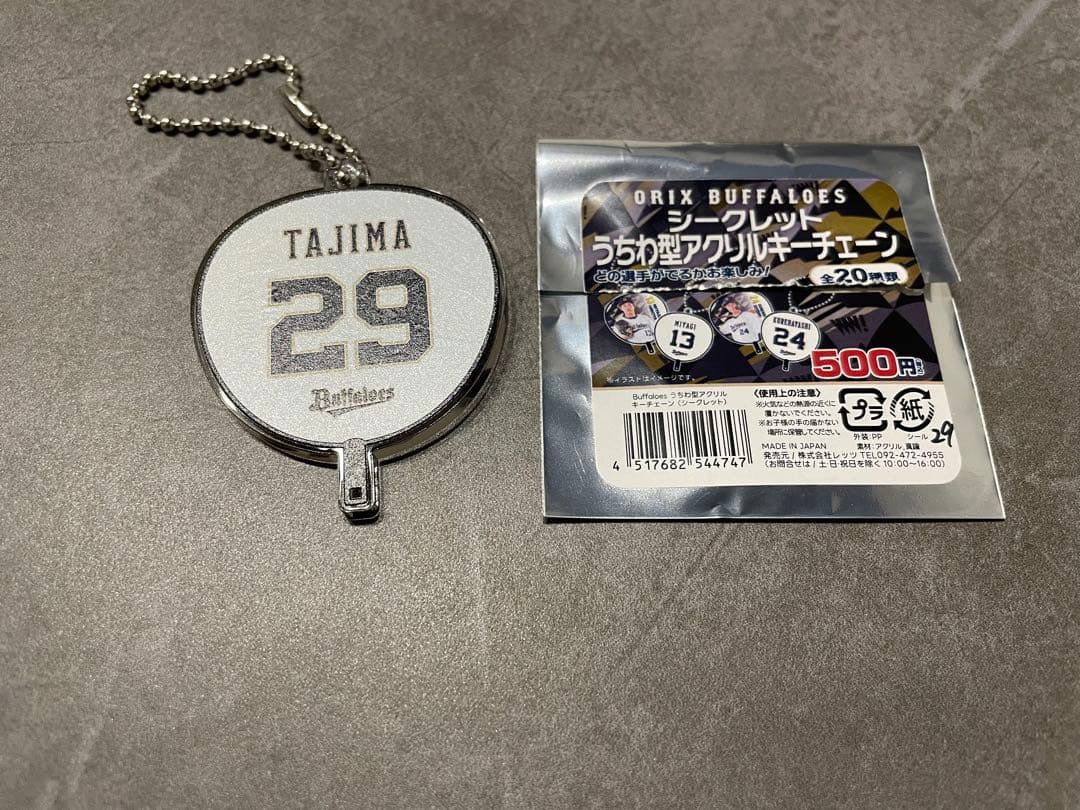 TAJIMA
29
Buffaloes
ORIX BUFFALOES
シークレット
うちわ型アクリルキーチェーン
どの選手がでるかお楽しみ!
全20種類
MIYAGI
13
24
KUREBAYASHI
24
500円
※イラストはイメージです。
Buffaloes うちわ型アクリル
キーチェーン (シークレット)
4 517682 544747
〈使用上の注意〉
※火気などの熱源の近くに
置かないでください。
※お子様の手の届かない
場所に保管してください。
プラ
外装:PP
紙
シール
29
MADE IN JAPAN
素材:アクリル,真鍮
発売元/株式会社レッツ TEL092-472-4955
(お問合せは/土・日・祝日を除く10:00~16:00)